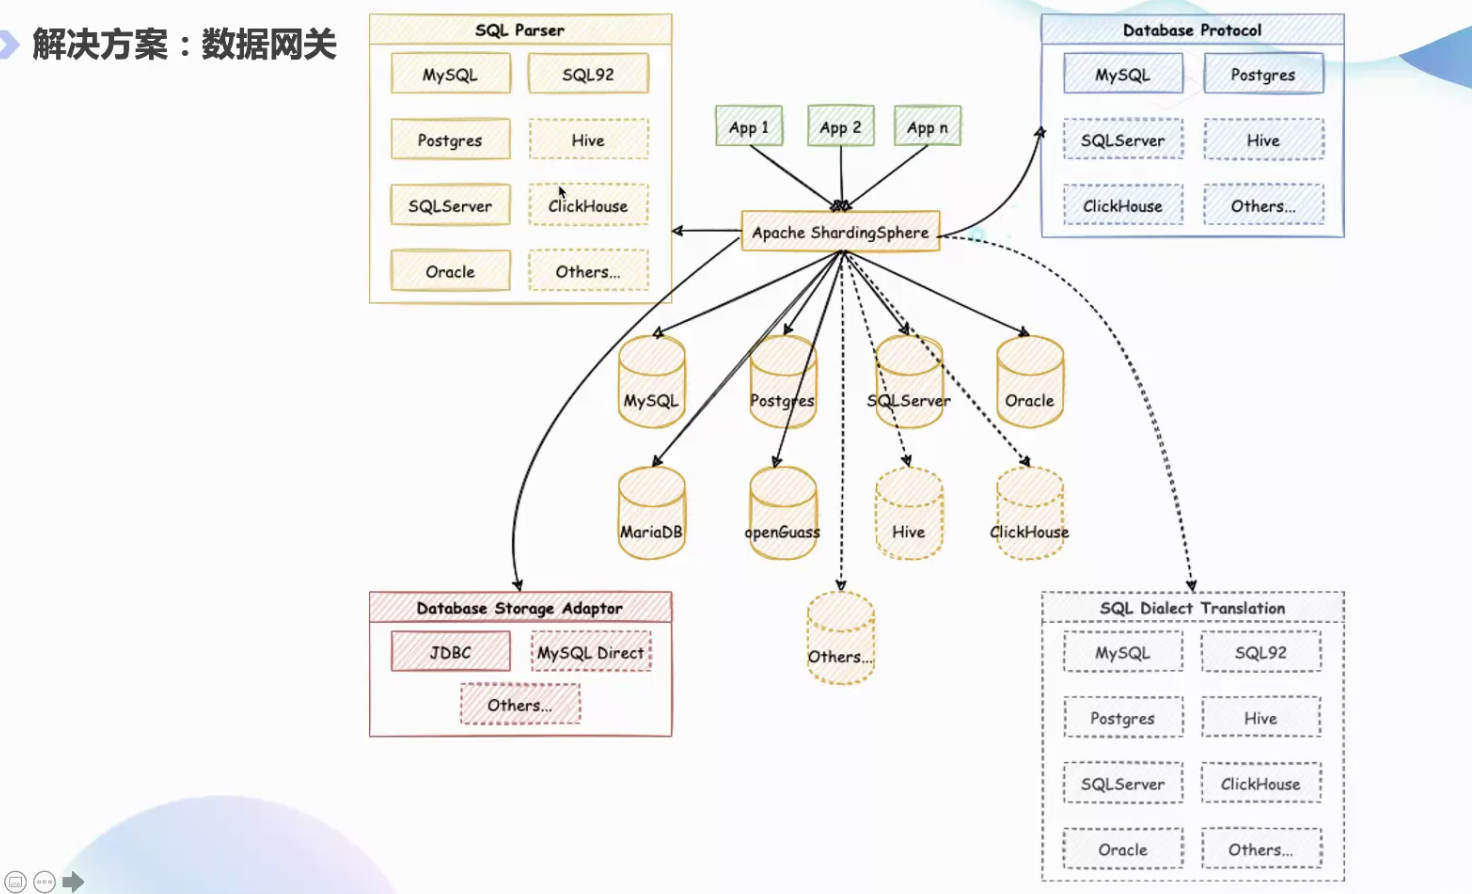 解决方案：数据网关
SQL Parser
MySQL
SQL92
Postgres
Hive
SQLServer
ClickHouse
Oracle
Others...
App 1
App 2
App n
Apache ShardingSphere
Database Protocol
MySQL
Postgres
SQLServer
Hive
ClickHouse
Others...
MySQL
Postgres
SQLServer
Oracle
MariaDB
openGuass
Hive
ClickHouse
Others...
Database Storage Adaptor
JDBC
MySQL Direct
Others...
SQL Dialect Translation
MySQL
SQL92
Postgres
Hive
SQLServer
ClickHouse
Oracle
Others...